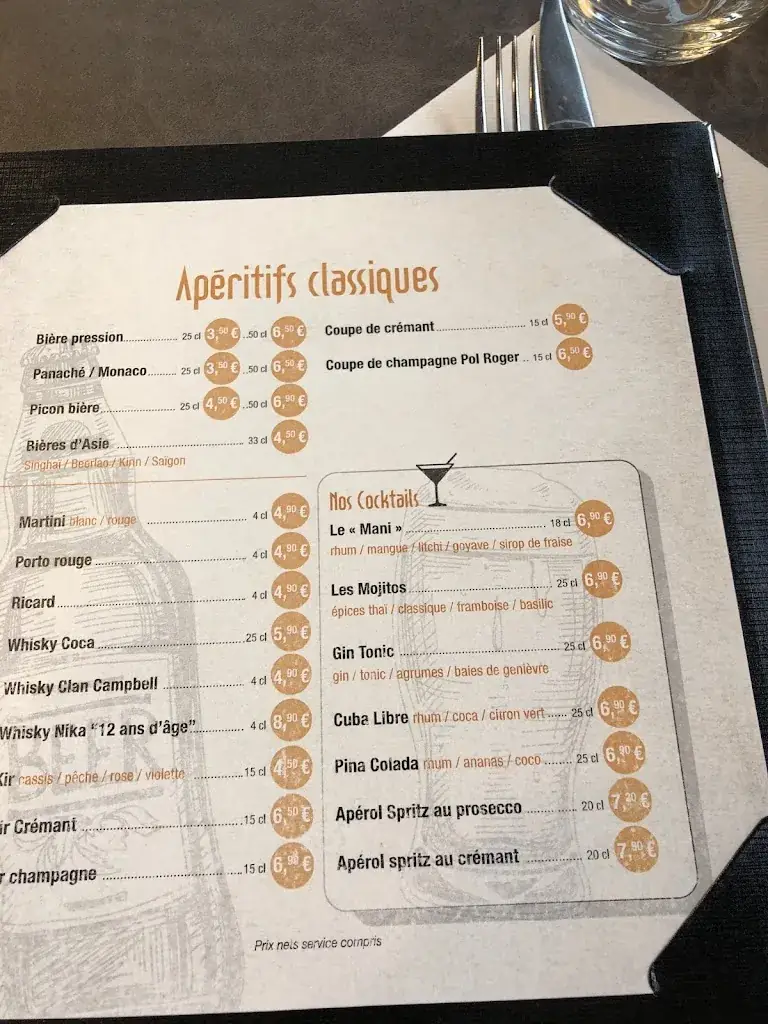 Apéritifs classiques
Bière pression 25 cl 3,50 € ..50 cl 6,50 €
Panaché / Monaco 25 cl 3,50 € ..50 cl 6,50 €
Picon bière 25 cl 4,50 € ..50 cl 6,90 €
Bières d'Asie 33 cl 4,50 €
Singhai / Beerlao / Kirin / Saïgon
Coupe de crémant 15 cl 5,90 €
Coupe de champagne Pol Roger .. 15 cl 6,50 €
Martini blanc / rouge 4 cl 4,90 €
Porto rouge 4 cl 4,90 €
Ricard 4 cl 4,90 €
Whisky Coca 25 cl 5,90 €
Whisky Clan Campbell 4 cl 4,90 €
Whisky Nika "12 ans d'âge" 4 cl 8,90 €
Kir cassis / pêche / rose / violette 15 cl 4,50 €
ir Crémant 15 cl 6,50 €
r champagne 15 cl 6,90 €
Nos Cocktails
Le « Mani » 18 cl 6,90 €
rhum / mangue / litchi / goyave / sirop de fraise
Les Mojitos 25 cl 6,90 €
épices thaï / classique / framboise / basilic
Gin Tonic 25 cl 6,90 €
gin / tonic / agrumes / baies de genièvre
Cuba Libre rhum / coca / citron vert 25 cl 6,90 €
Pina Colada rhum / ananas / coco 25 cl 6,90 €
Apérol Spritz au prosecco 20 cl €
Apérol spritz au crémant 20 cl 7,90 €
BEER
Prix nets service compris